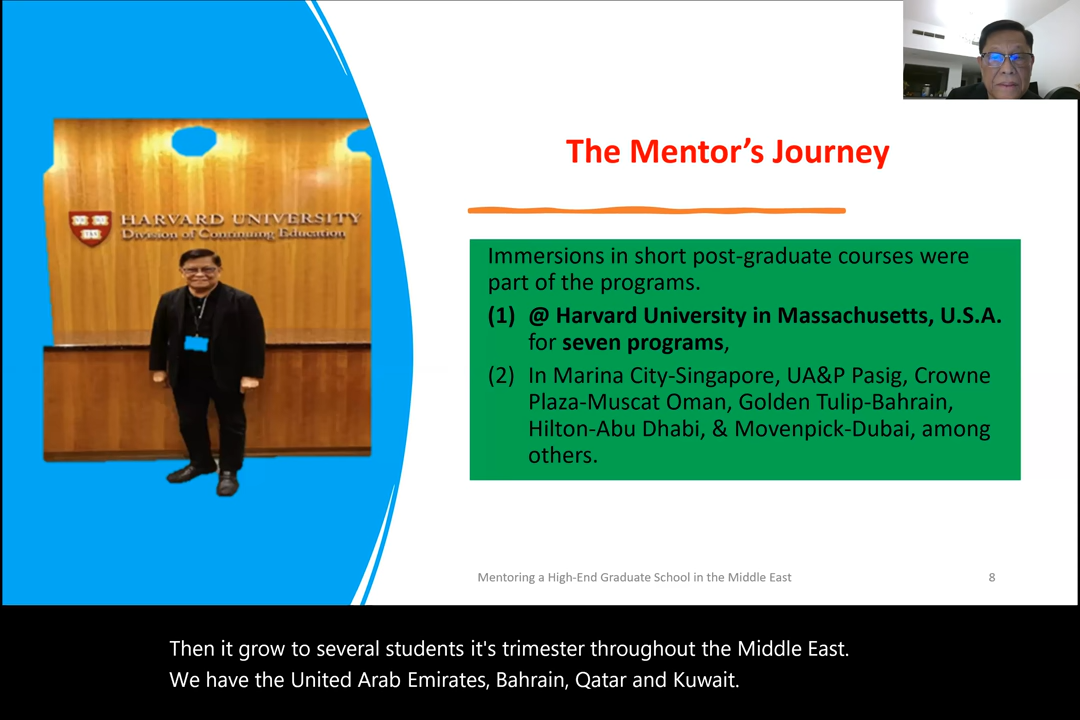 HARVARD UNIVERSITY
Division of Continuing Education
The Mentor's Journey
Immersions in short post-graduate courses were
part of the programs.
(1) @ Harvard University in Massachusetts, U.S.A.
for seven programs,
(2) In Marina City-Singapore, UA&P Pasig, Crowne
Plaza-Muscat Oman, Golden Tulip-Bahrain,
Hilton-Abu Dhabi, & Movenpick-Dubai, among
others.
Mentoring a High-End Graduate School in the Middle East
8
Then it grow to several students it's trimester throughout the Middle East.
We have the United Arab Emirates, Bahrain, Qatar and Kuwait.